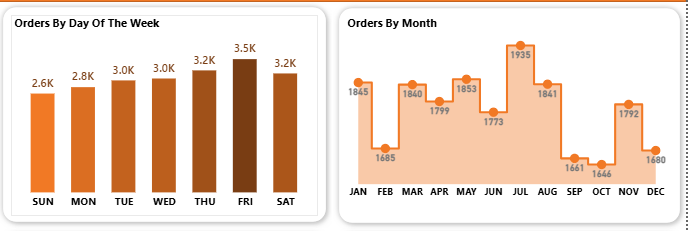 Orders By Day Of The Week
2.6K 2.8K 3.0K 3.0K 3.2K 3.5K 3.2K
SUN MON TUE WED THU FRI SAT
Orders By Month
1845 1685 1840 1799 1853 1773 1935 1841 1661 1646 1792 1680
JAN FEB MAR APR MAY JUN JUL AUG SEP OCT NOV DEC